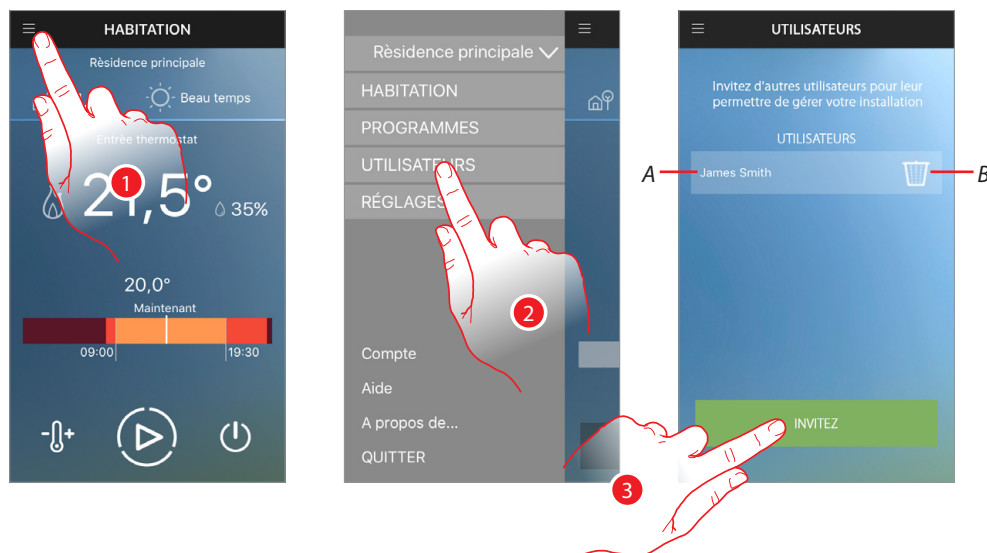 HABITATION
Rèsidence principale
Beau temps
Entrée thermostat
1
21,5°
35%
20,0°
Maintenant
09:00
19:30
-
+
Rèsidence principale
HABITATION
PROGRAMMES
UTILISATEURS
RÉGLAGES
2
Compte
Aide
A propos de...
QUITTER
UTILISATEURS
Invitez d'autres utilisateurs pour leur
permettre de gérer votre installation
UTILISATEURS
A
James Smith
B
INVITEZ
3